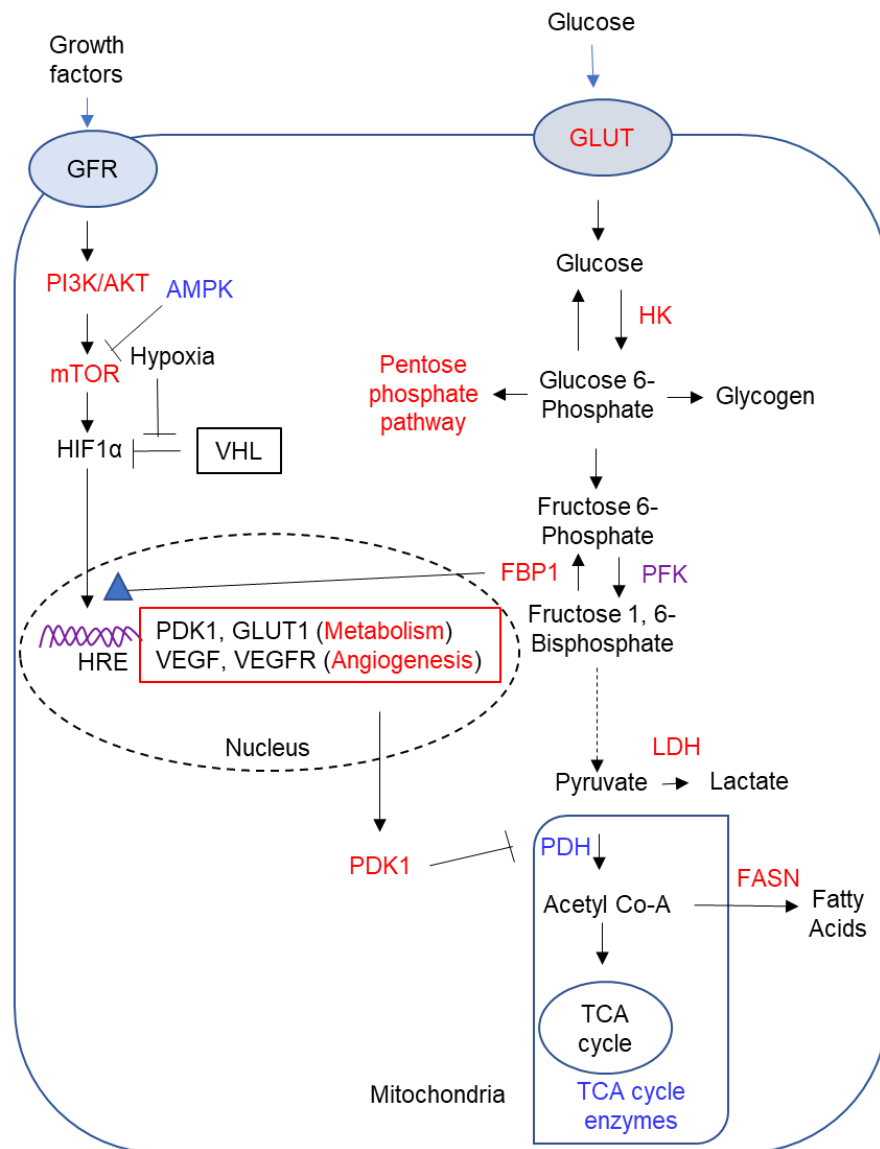 Glucose
Growth
factors
GLUT
GFR
Glucose
PI3K/AKT
AMPK
HK
Hypoxia
mTOR
Pentose
phosphate
pathway
Glucose 6-
Phosphate
Glycogen
HIF1α
VHL
Fructose 6-
Phosphate
FBP1
PFK
Fructose 1, 6-
Bisphosphate
PDK1, GLUT1 (Metabolism)
VEGF, VEGFR (Angiogenesis)
HRE
Nucleus
LDH
Pyruvate
Lactate
PDH
PDK1
FASN
Acetyl Co-A
Fatty
Acids
TCA
cycle
Mitochondria
TCA cycle
enzymes